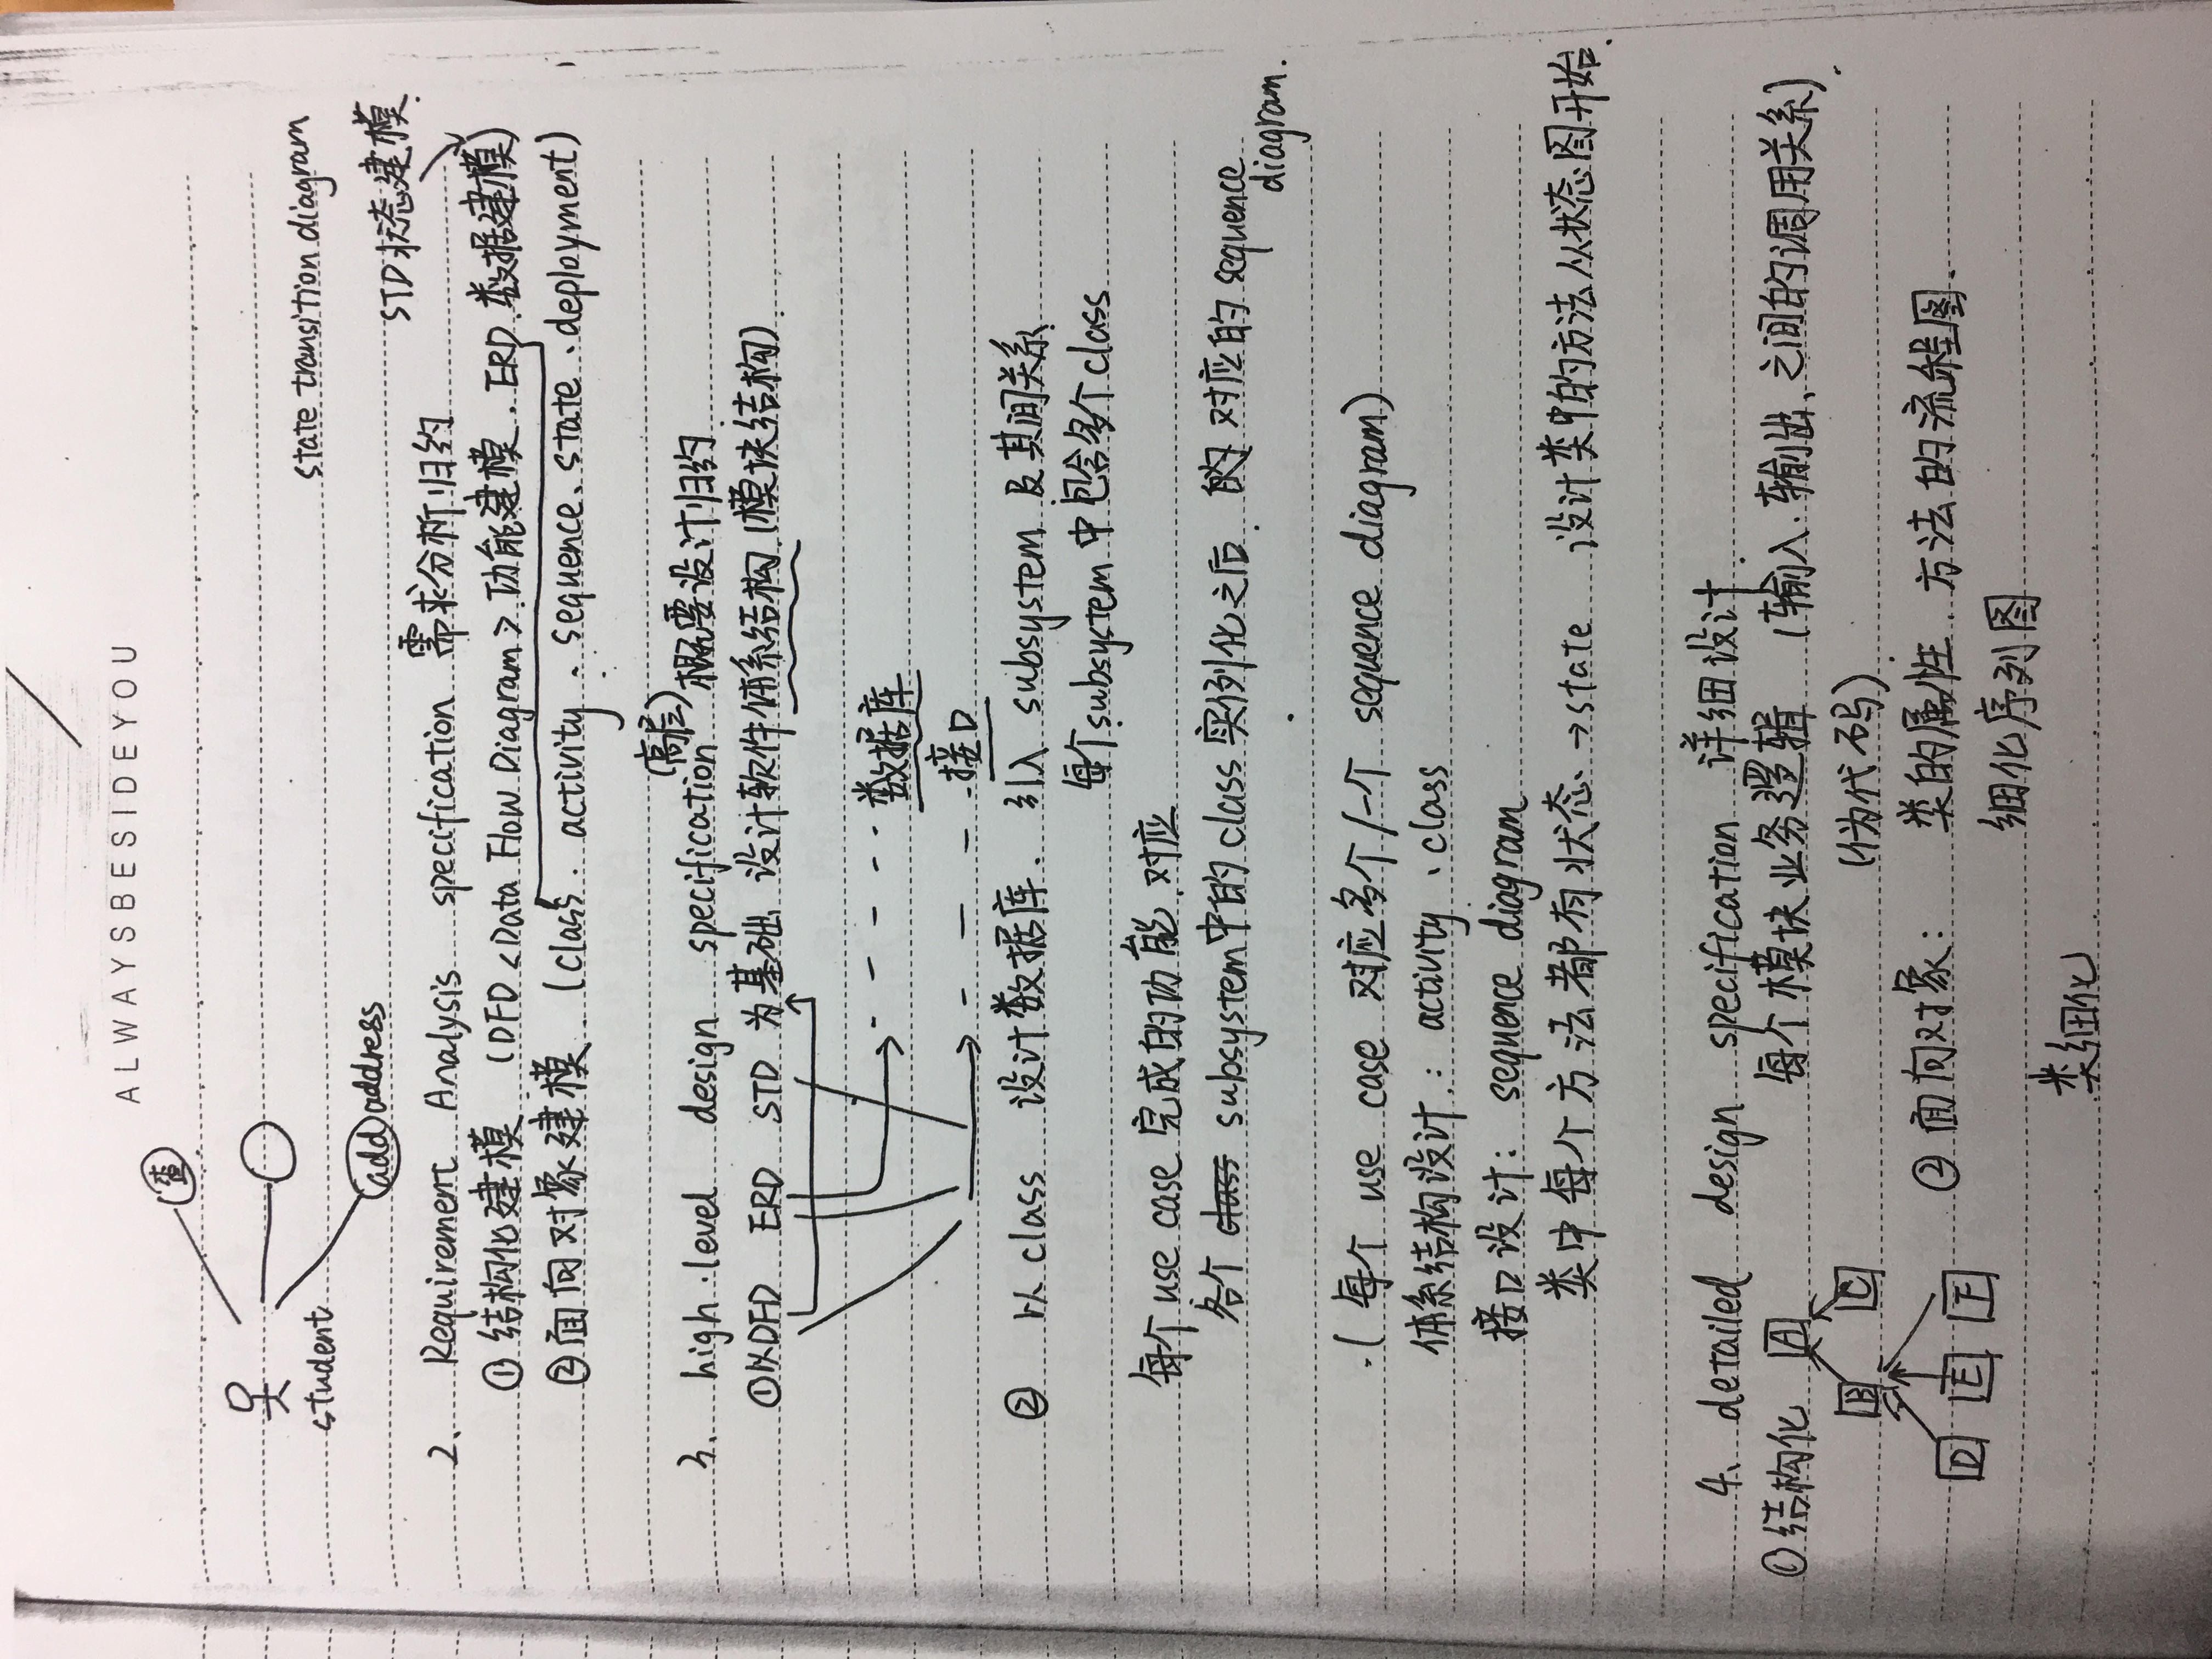 ALWAYSBESIDEYOU
查
student
add address
state transition diagram
STD状态建模
2、 Requirement Analysis specification 需求分析归约
① 结构化建模 (DFD <Data Flow Diagram> 功能建模. ERD 数据建模)
② 面向对象建模 (class、activity、sequence、state、deployment)
(高层)
3、 high-level design specification 概要设计归约
① 以DFD ERD STD 为基础 设计软件体系结构 (模块结构)
数据库
接口
② 以 class 设计数据库. 引入 subsystem 及其间关系
每个subsystem 中包含多个class
每个use case 完成的功能 对应
各个 class subsystem中的class 实例化之后 的 对应的 sequence
diagram.
(每个 use case 对应多个/一个 sequence diagram)
体系结构设计: activity、class
接口设计: sequence diagram
类中每个方法都有状态 →state 设计类中的方法从状态图开始
4、 detailed design specification 详细设计.
① 结构化 A 每个模块业务逻辑 (输入.输出、之间的调用关系)
B C (伪代码)
② 面向对象: 类的属性、方法的流程图.
D E F
细化序列图
类细化